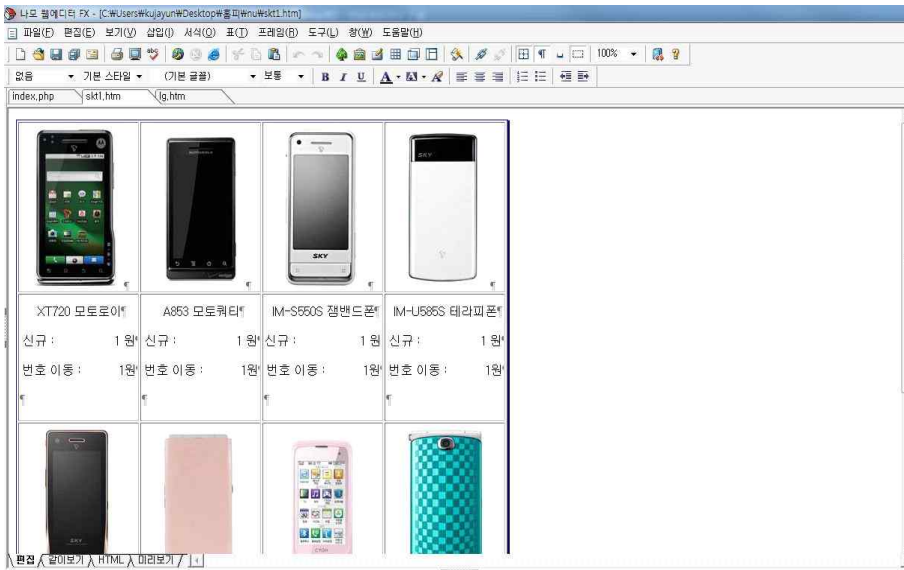 나모 웹에디터 FX - [C:₩Users₩kujayun₩Desktop₩홈피₩nu₩skt1.htm]
파일(F) 편집(E) 보기(V) 삽입(I) 서식(O) 표(T) 프레임(R) 도구(L) 창(W) 도움말(H)
100%
없음 기본 스타일 (기본 글꼴) 보통 B I U A
index.php skt1.htm lg.htm
SKY
SKY
XT720 모토로이 A853 모토쿼티 IM-S550S 잼밴드폰 IM-U585S 테라피폰
신규 : 1 원 신규 : 1 원 신규 : 1 원 신규 : 1 원
번호 이동 : 1원 번호 이동 : 1원 번호 이동 : 1원 번호 이동 : 1원
SKY
편집 같이보기 HTML 미리보기